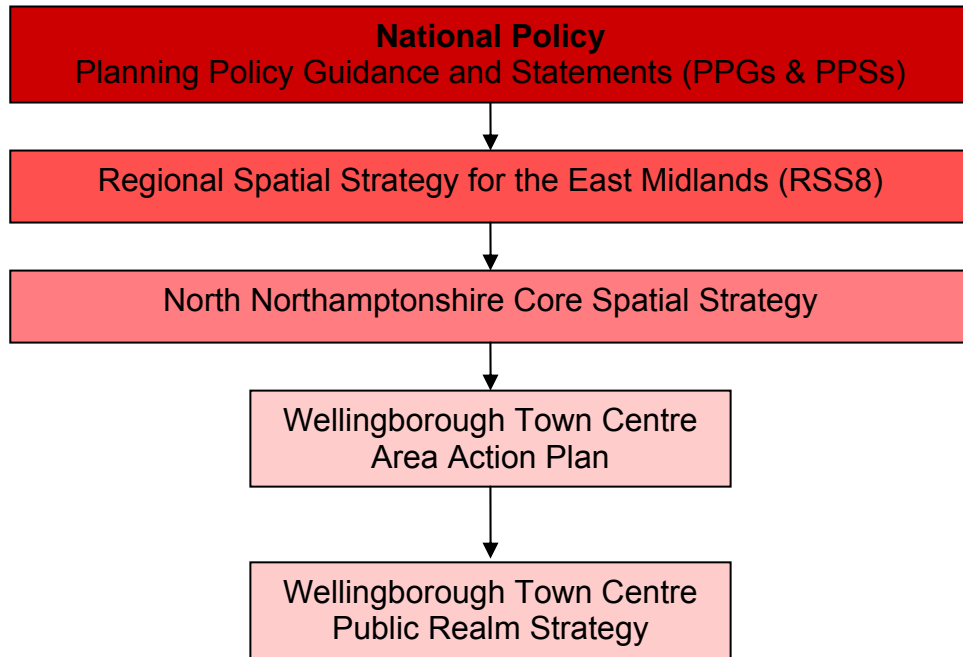 National Policy
Planning Policy Guidance and Statements (PPGs & PPSs)
Regional Spatial Strategy for the East Midlands (RSS8)
North Northamptonshire Core Spatial Strategy
Wellingborough Town Centre
Area Action Plan
Wellingborough Town Centre
Public Realm Strategy